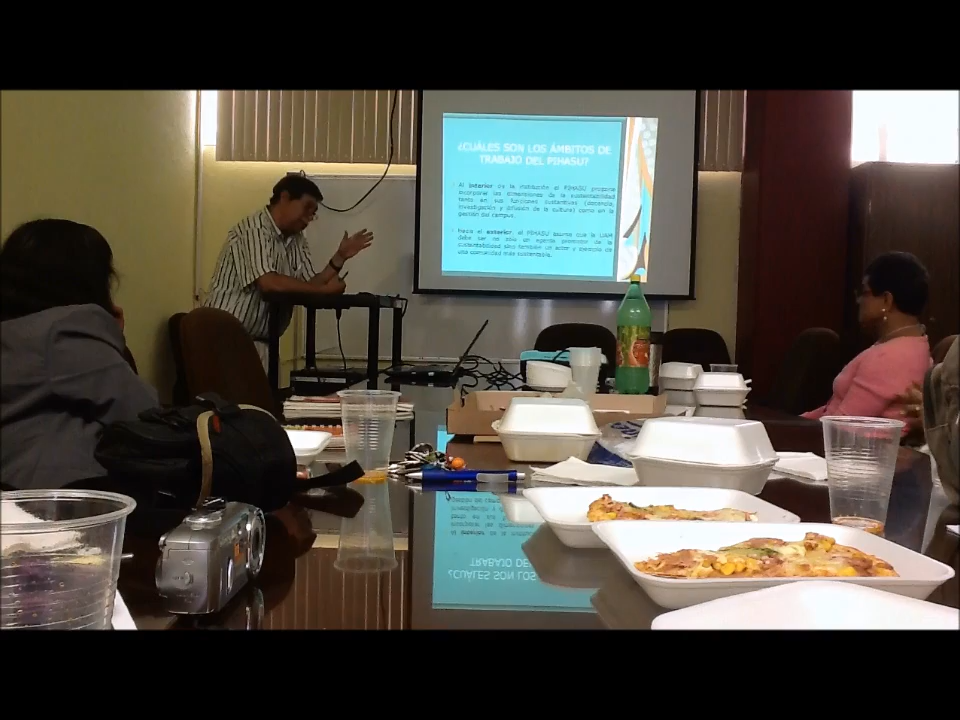 ¿CUÁLES SON LOS ÁMBITOS DE
TRABAJO DEL PIHASU?
Al interior de la institución el PIHASU propone
incorporar las dimensiones de la sustentabilidad
tanto en sus funciones sustantivas (docencia,
investigación y difusión de la cultura) como en la
gestión del campus.
Hacia el exterior, el PIHASU asume que la UAM
debe ser no sólo un agente promotor de la
sustentabilidad sino también un actor y ejemplo de
una comunidad más sustentable.